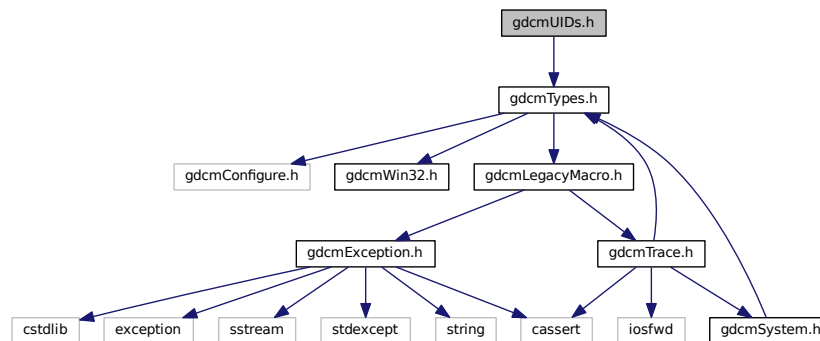 gdcmUIDs.h
gdcmTypes.h
gdcmConfigure.h
gdcmWin32.h
gdcmLegacyMacro.h
gdcmException.h
gdcmTrace.h
cstdlib
exception
sstream
stdexcept
string
cassert
iosfwd
gdcmSystem.h